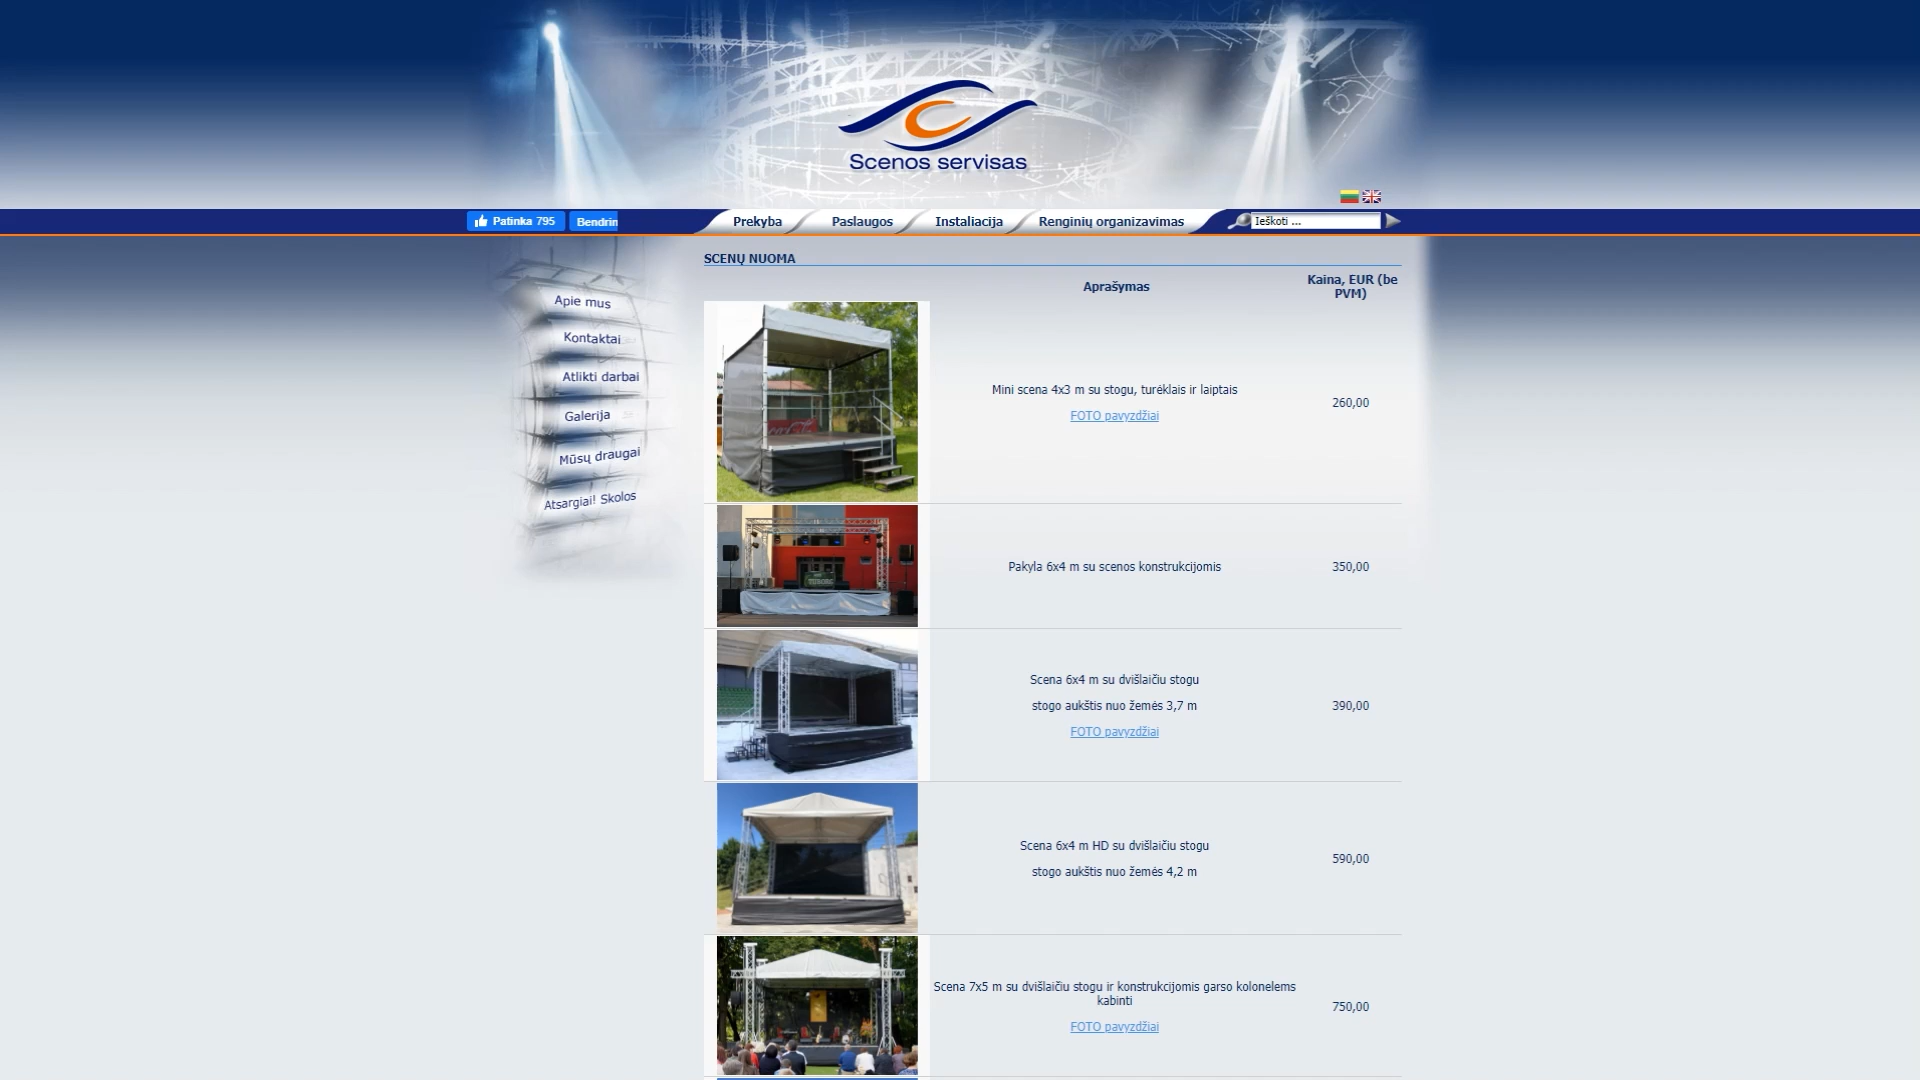 Scenos servisas
Patinka 795
Bendrin
Prekyba
Paslaugos
Instaliacija
Renginių organizavimas
Ieškoti ...
Apie mus
Kontaktai
Atlikti darbai
Galerija
Mūsų draugai
Atsargiai! Skolos
SCENŲ NUOMA
Aprašymas
Kaina, EUR (be
PVM)
Mini scena 4x3 m su stogu, turėklais ir laiptais
FOTO pavyzdžiai
260,00
Pakyla 6x4 m su scenos konstrukcijomis
350,00
TUBORG
Scena 6x4 m su dvišlaičiu stogu
stogo aukštis nuo žemės 3,7 m
FOTO pavyzdžiai
390,00
Scena 6x4 m HD su dvišlaičiu stogu
stogo aukštis nuo žemės 4,2 m
590,00
Scena 7x5 m su dvišlaičiu stogu ir konstrukcijomis garso kolonelems
kabinti
FOTO pavyzdžiai
750,00